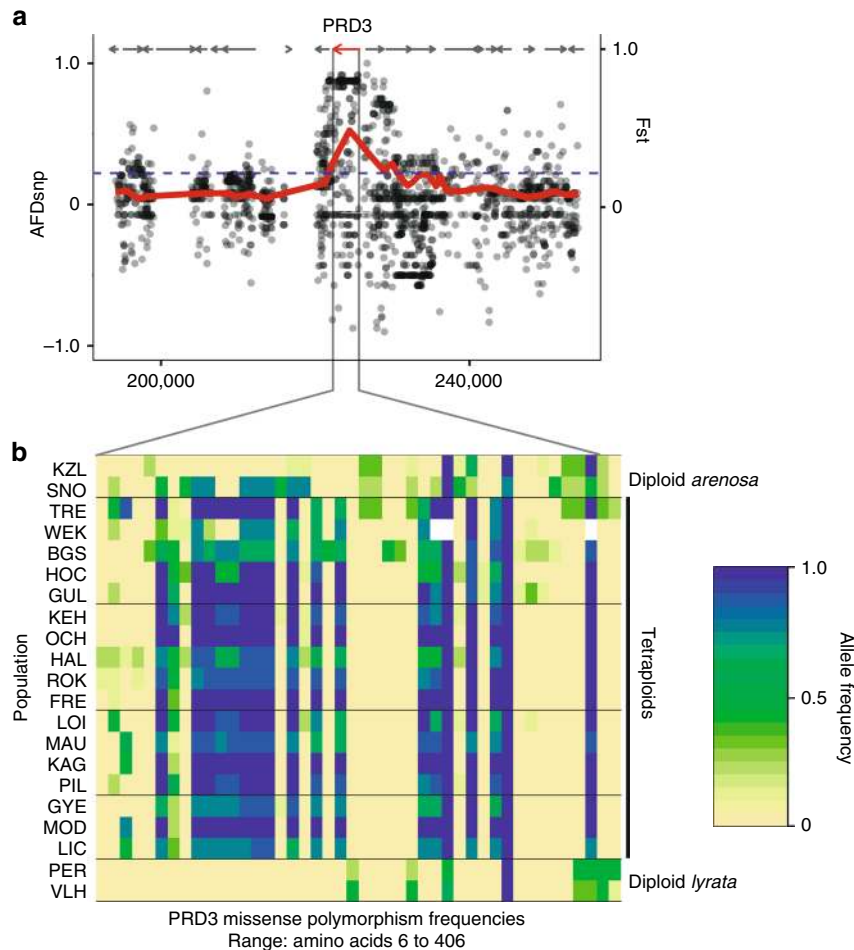 a
PRD3
1.0
0
−1.0
AFDsnp
1.0
0
Fst
200,000
240,000
b
KZL
SNO
TRE
WEK
BGS
HOC
GUL
KEH
OCH
HAL
ROK
FRE
LOI
MAU
KAG
PIL
GYE
MOD
LIC
PER
VLH
Population
Diploid arenosa
Tetraploids
Diploid lyrata
1.0
0.5
0
Allele frequency
PRD3 missense polymorphism frequencies
Range: amino acids 6 to 406